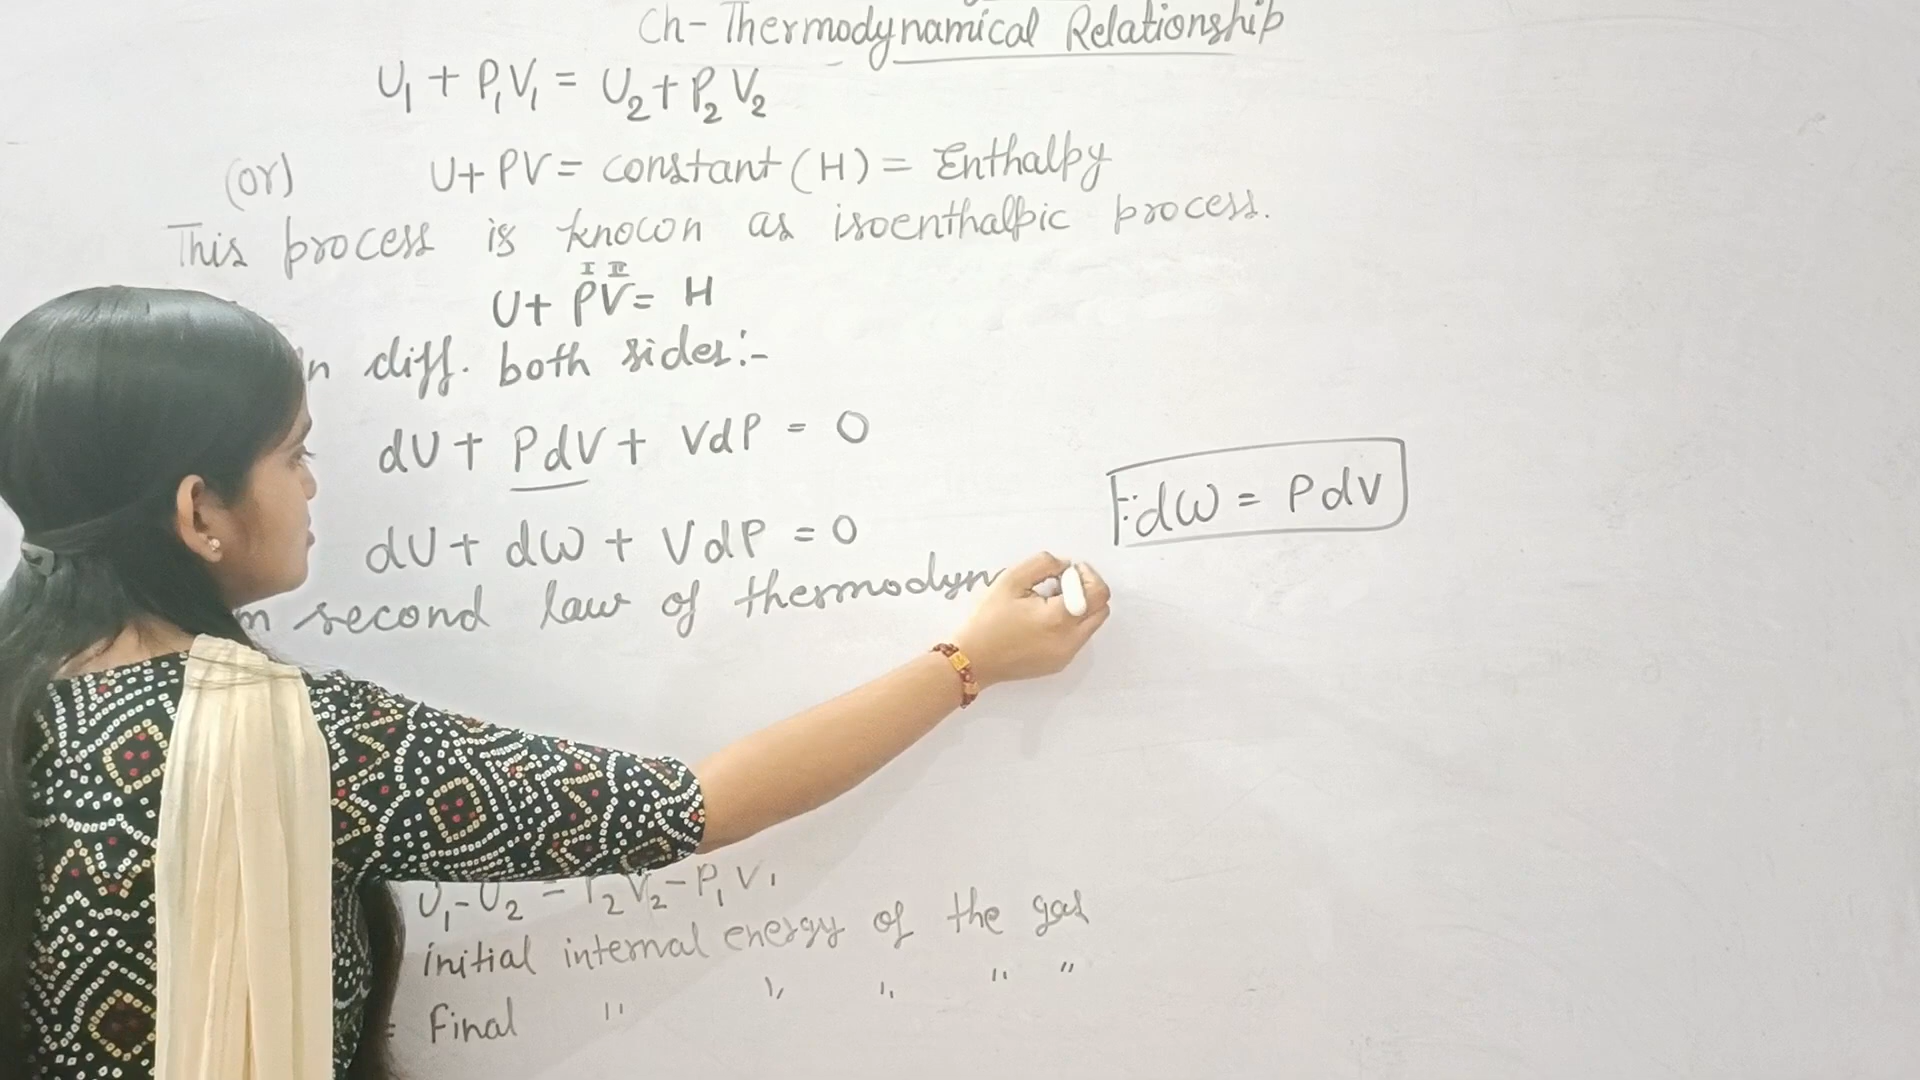 Ch- Thermodynamical Relationship
U₁ + P₁V₁ = U₂ + P₂V₂
(or) U + PV = constant (H) = Enthalpy
This process is known as isoenthalpic process.
I II
U + PV = H
n diff. both sides:-
dU + PdV + VdP = 0
∵ dW = PdV
dU + dW + VdP = 0
m second law of thermodyn
U₁ - U₂ = P₂V₂ - P₁V₁
initial internal energy of the gas
= Final " " " " "